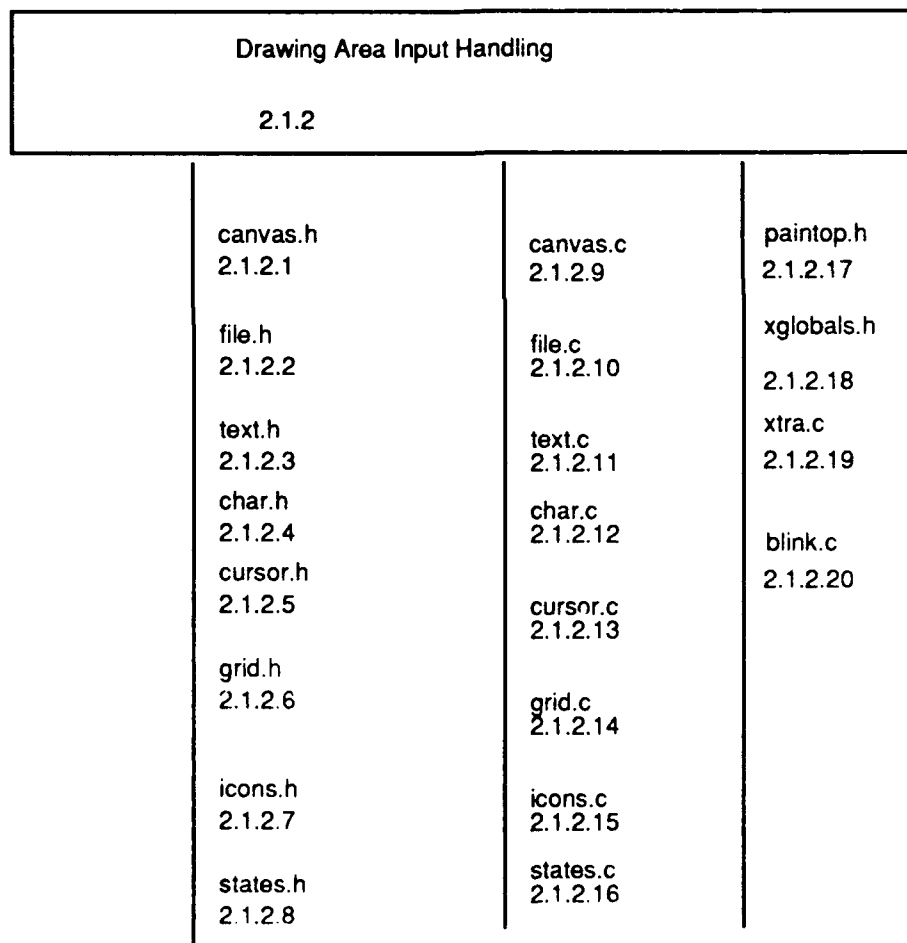 Drawing Area Input Handling
2.1.2
canvas.h
2.1.2.1
file.h
2.1.2.2
text.h
2.1.2.3
char.h
2.1.2.4
cursor.h
2.1.2.5
grid.h
2.1.2.6
icons.h
2.1.2.7
states.h
2.1.2.8
canvas.c
2.1.2.9
file.c
2.1.2.10
text.c
2.1.2.11
char.c
2.1.2.12
cursor.c
2.1.2.13
grid.c
2.1.2.14
icons.c
2.1.2.15
states.c
2.1.2.16
paintop.h
2.1.2.17
xglobals.h
2.1.2.18
xtra.c
2.1.2.19
blink.c
2.1.2.20